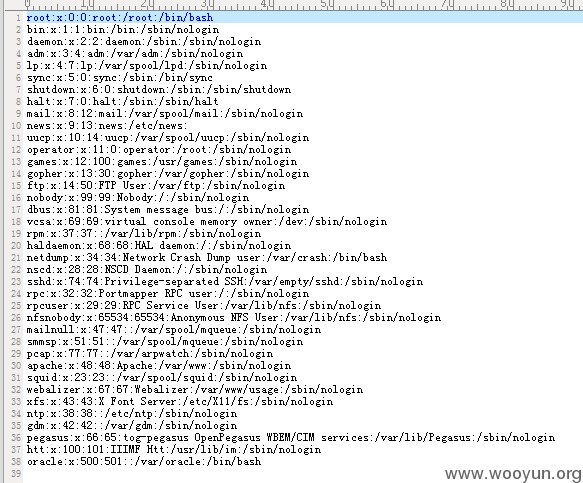 0 10 20 30 40 50 60 70 80 90
1 root:x:0:0:root:/root:/bin/bash
2 bin:x:1:1:bin:/bin:/sbin/nologin
3 daemon:x:2:2:daemon:/sbin:/sbin/nologin
4 adm:x:3:4:adm:/var/adm:/sbin/nologin
5 lp:x:4:7:lp:/var/spool/lpd:/sbin/nologin
6 sync:x:5:0:sync:/sbin:/bin/sync
7 shutdown:x:6:0:shutdown:/sbin:/sbin/shutdown
8 halt:x:7:0:halt:/sbin:/sbin/halt
9 mail:x:8:12:mail:/var/spool/mail:/sbin/nologin
10 news:x:9:13:news:/etc/news:
11 uucp:x:10:14:uucp:/var/spool/uucp:/sbin/nologin
12 operator:x:11:0:operator:/root:/sbin/nologin
13 games:x:12:100:games:/usr/games:/sbin/nologin
14 gopher:x:13:30:gopher:/var/gopher:/sbin/nologin
15 ftp:x:14:50:FTP User:/var/ftp:/sbin/nologin
16 nobody:x:99:99:Nobody:/:/sbin/nologin
17 dbus:x:81:81:System message bus:/:/sbin/nologin
18 vcsa:x:69:69:virtual console memory owner:/dev:/sbin/nologin
19 rpm:x:37:37::/var/lib/rpm:/sbin/nologin
20 haldaemon:x:68:68:HAL daemon:/:/sbin/nologin
21 netdump:x:34:34:Network Crash Dump user:/var/crash:/bin/bash
22 nscd:x:28:28:NSCD Daemon:/:/sbin/nologin
23 sshd:x:74:74:Privilege-separated SSH:/var/empty/sshd:/sbin/nologin
24 rpc:x:32:32:Portmapper RPC user:/:/sbin/nologin
25 rpcuser:x:29:29:RPC Service User:/var/lib/nfs:/sbin/nologin
26 nfsnobody:x:65534:65534:Anonymous NFS User:/var/lib/nfs:/sbin/nologin
27 mailnull:x:47:47::/var/spool/mqueue:/sbin/nologin
28 smmsp:x:51:51::/var/spool/mqueue:/sbin/nologin
29 pcap:x:77:77::/var/arpwatch:/sbin/nologin
30 apache:x:48:48:Apache:/var/www:/sbin/nologin
31 squid:x:23:23::/var/spool/squid:/sbin/nologin
32 webalizer:x:67:67:Webalizer:/var/www/usage:/sbin/nologin
33 xfs:x:43:43:X Font Server:/etc/X11/fs:/sbin/nologin
34 ntp:x:38:38::/etc/ntp:/sbin/nologin
35 gdm:x:42:42::/var/gdm:/sbin/nologin
36 pegasus:x:66:65:tog-pegasus OpenPegasus WBEM/CIM services:/var/lib/Pegasus:/sbin/nologin
37 htt:x:100:101:IIIMF Htt:/usr/lib/im:/sbin/nologin
38 oracle:x:500:501::/var/oracle:/bin/bash
39
www.wooyun.org